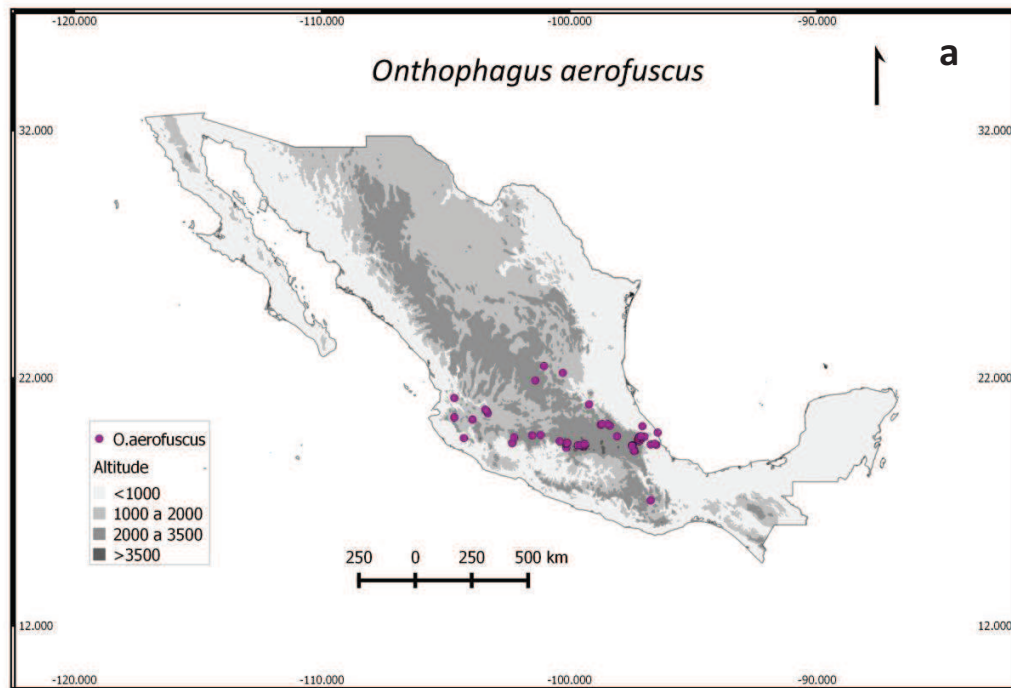 -120.000 -110.000 -100.000 -90.000
a
Onthophagus aerofuscus
32.000 32.000
22.000 22.000
O.aerofuscus
Altitude
<1000
1000 a 2000
2000 a 3500
>3500
250 0 250 500 km
12.000 12.000
-120.000 -110.000 -100.000 -90.000